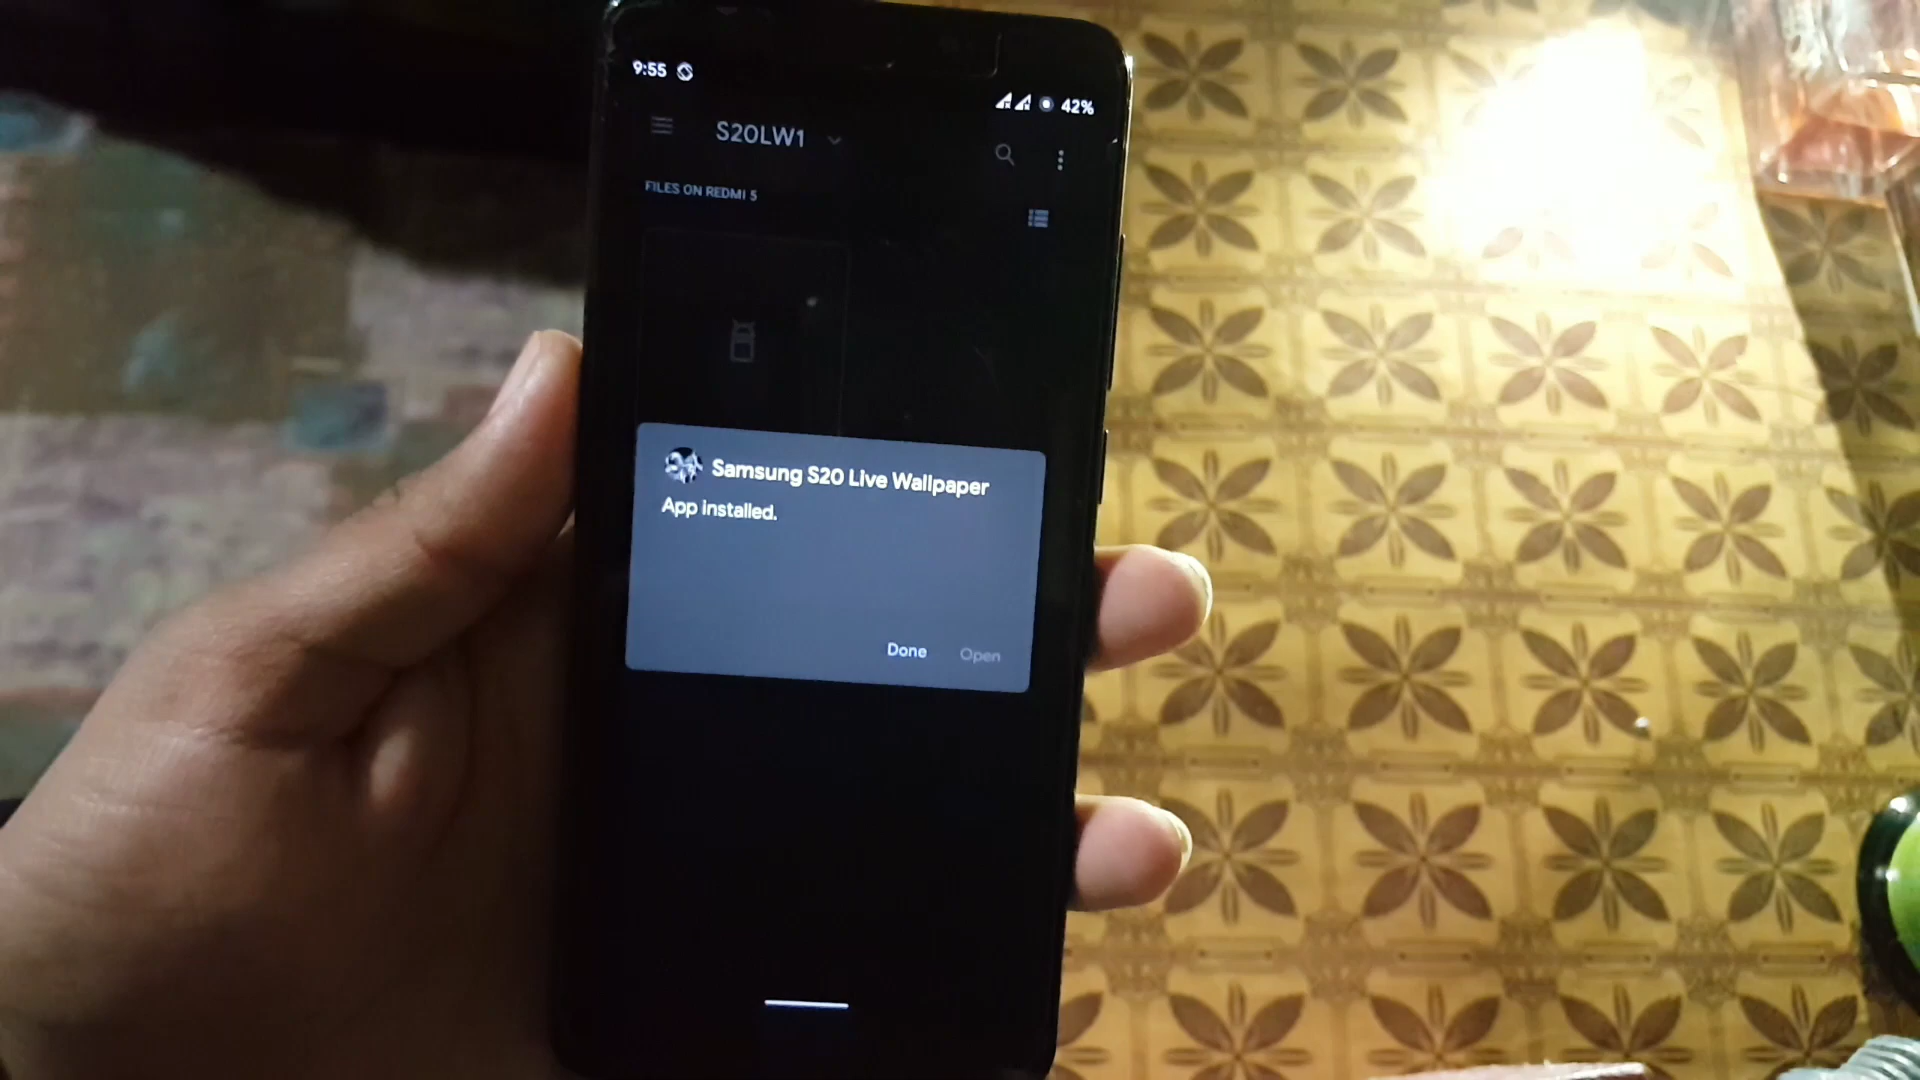 9:55
42%
S20LW1
FILES ON REDMI 5
Samsung S20 Live Wallpaper
App installed.
Done Open